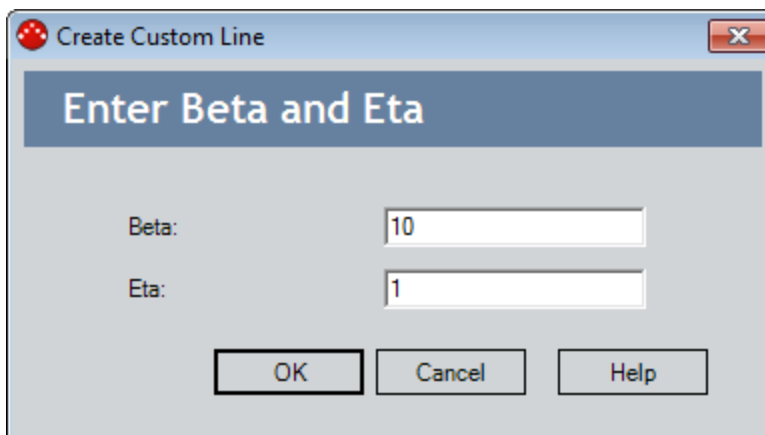 Create Custom Line
Enter Beta and Eta
Beta: 10
Eta: 1
OK Cancel Help